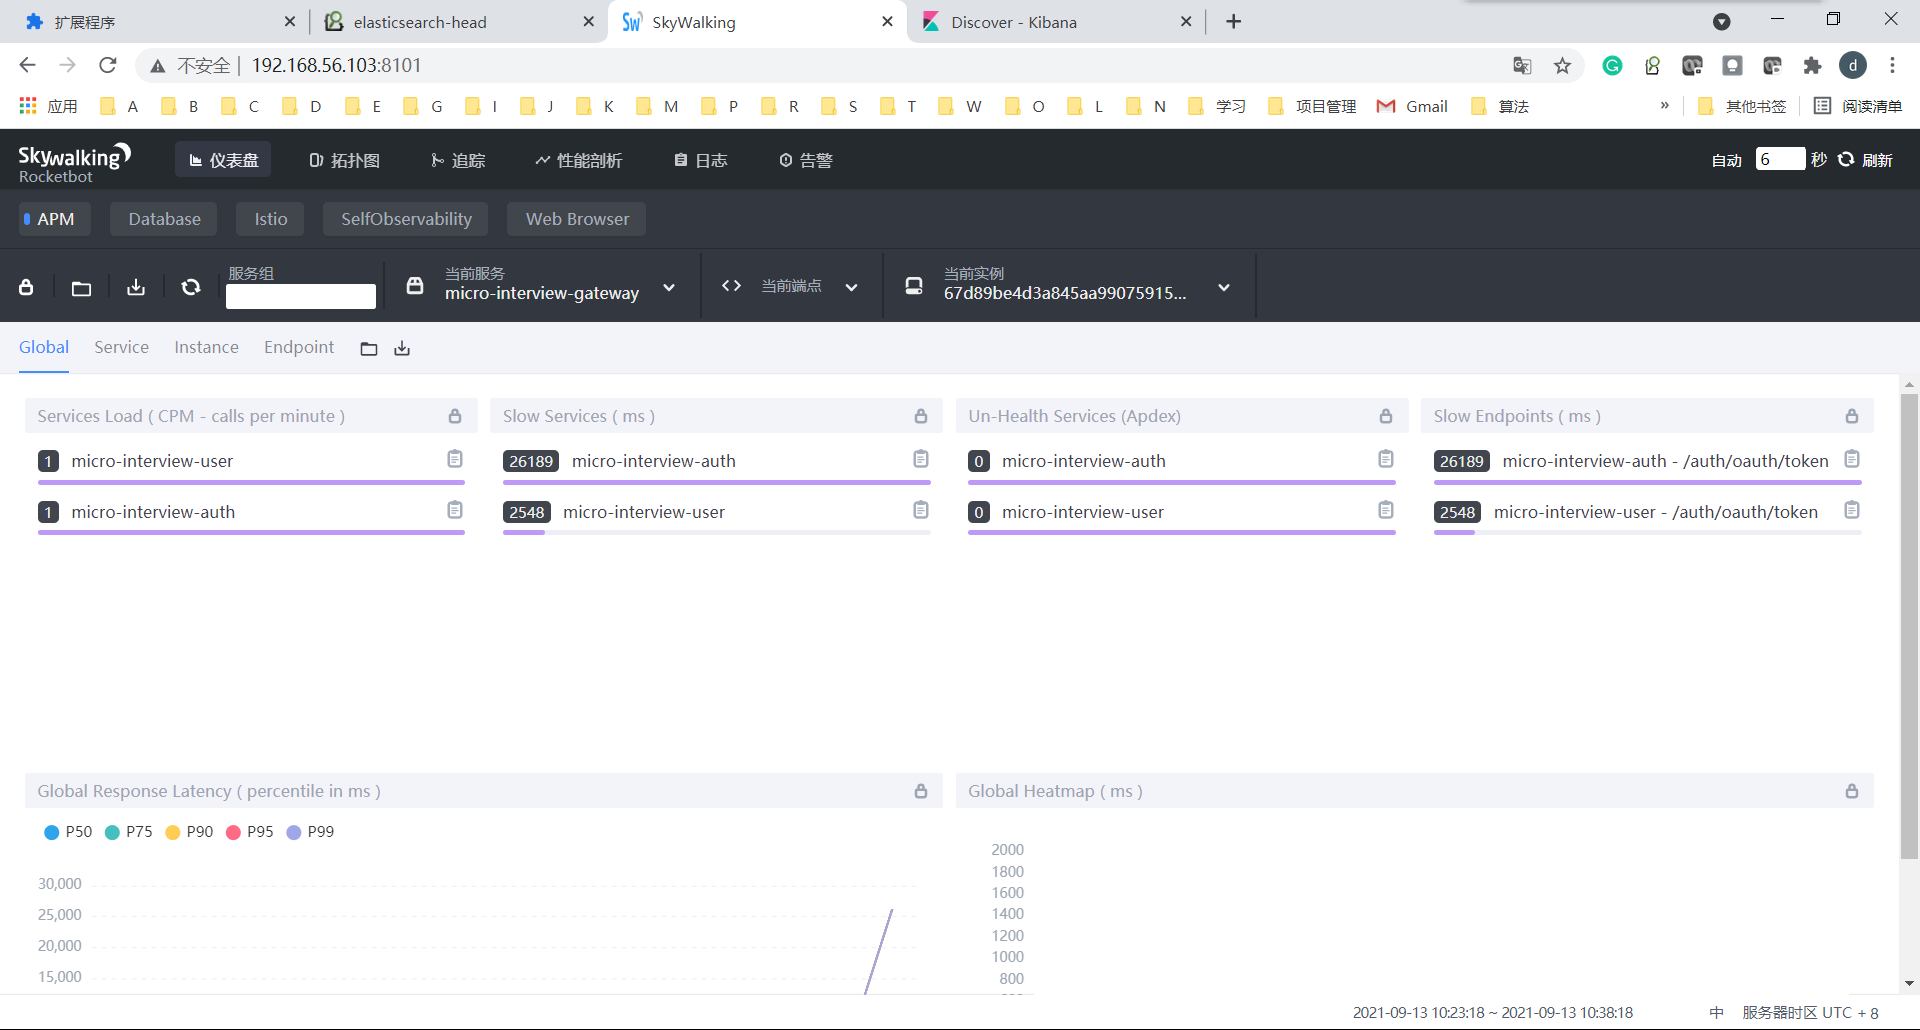 扩展程序
elasticsearch-head
SkyWalking
Discover - Kibana
不安全 | 192.168.56.103:8101
应用 A B C D E G I J K M P R S T W O L N 学习 项目管理 Gmail 算法 » 其他书签 阅读清单
Skywalking
Rocketbot
仪表盘 拓扑图 追踪 性能剖析 日志 告警
自动 6 秒 刷新
APM Database Istio SelfObservability Web Browser
服务组
当前服务
micro-interview-gateway
当前端点
当前实例
67d89be4d3a845aa99075915...
Global Service Instance Endpoint
Services Load ( CPM - calls per minute )
1 micro-interview-user
1 micro-interview-auth
Slow Services ( ms )
26189 micro-interview-auth
2548 micro-interview-user
Un-Health Services (Apdex)
0 micro-interview-auth
0 micro-interview-user
Slow Endpoints ( ms )
26189 micro-interview-auth - /auth/oauth/token
2548 micro-interview-user - /auth/oauth/token
Global Response Latency ( percentile in ms )
P50 P75 P90 P95 P99
30,000
25,000
20,000
15,000
Global Heatmap ( ms )
2000
1800
1600
1400
1200
1000
800
2021-09-13 10:23:18 ~ 2021-09-13 10:38:18
中 服务器时区 UTC + 8